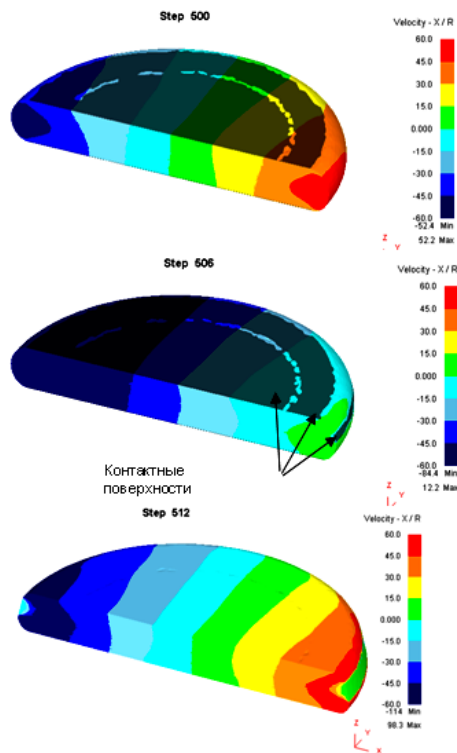 Step 500
Velocity - X / R
60.0
45.0
30.0
15.0
0.000
-15.0
-30.0
-45.0
-60.0
-52.4 Min
52.2 Max
Z
Y
Step 506
Velocity - X / R
60.0
45.0
30.0
15.0
0.000
-15.0
-30.0
-45.0
-60.0
-84.4 Min
12.2 Max
Z
Y
Контактные
поверхности
Step 512
Velocity - X / R
60.0
45.0
30.0
15.0
0.000
-15.0
-30.0
-45.0
-60.0
-114 Min
98.3 Max
Z
Y
X